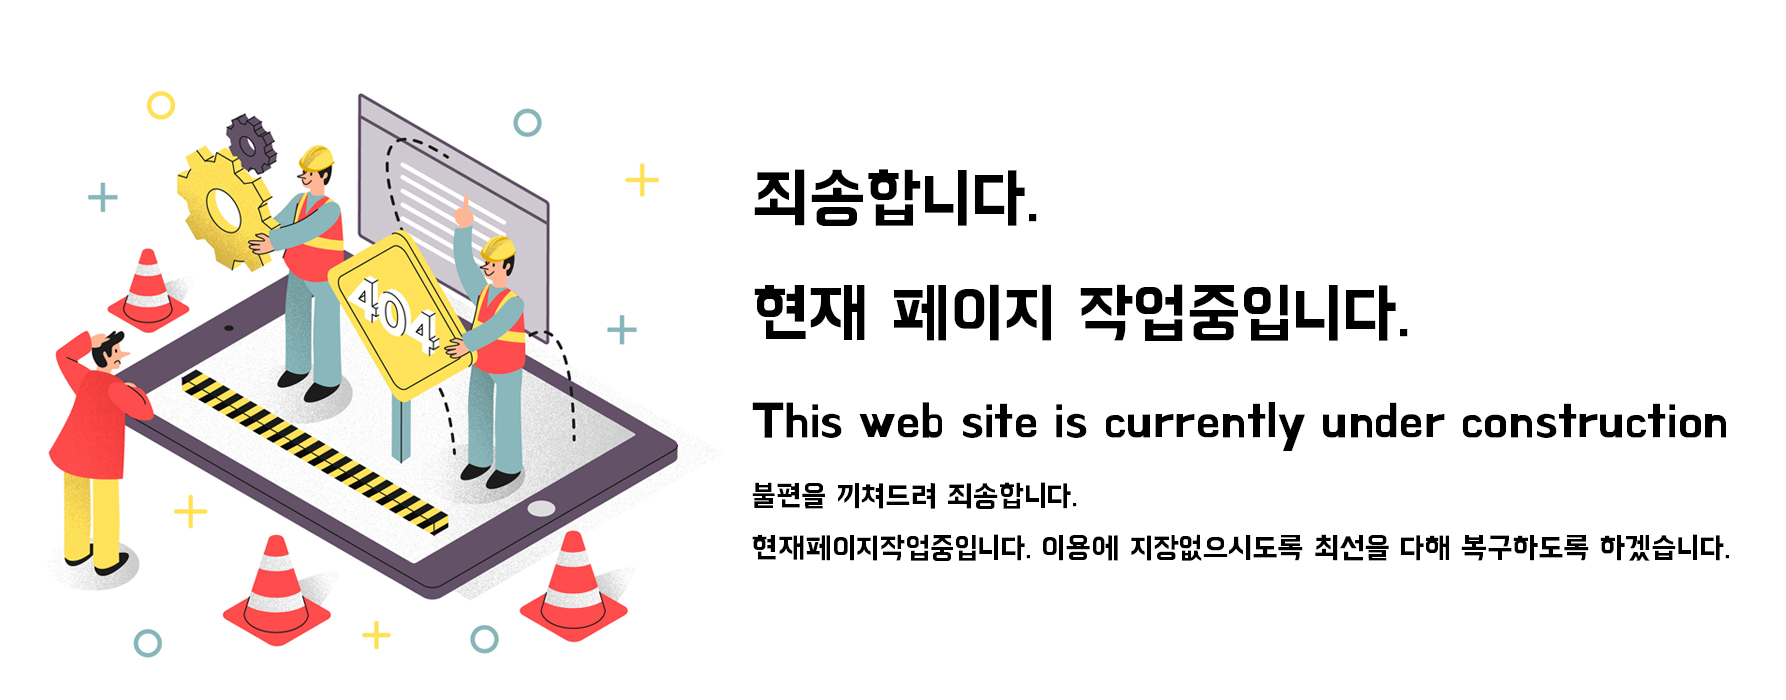 404
죄송합니다.
현재 페이지 작업중입니다.
This web site is currently under construction
불편을 끼쳐드려 죄송합니다.
현재페이지작업중입니다. 이용에 지장없으시도록 최선을 다해 복구하도록 하겠습니다.